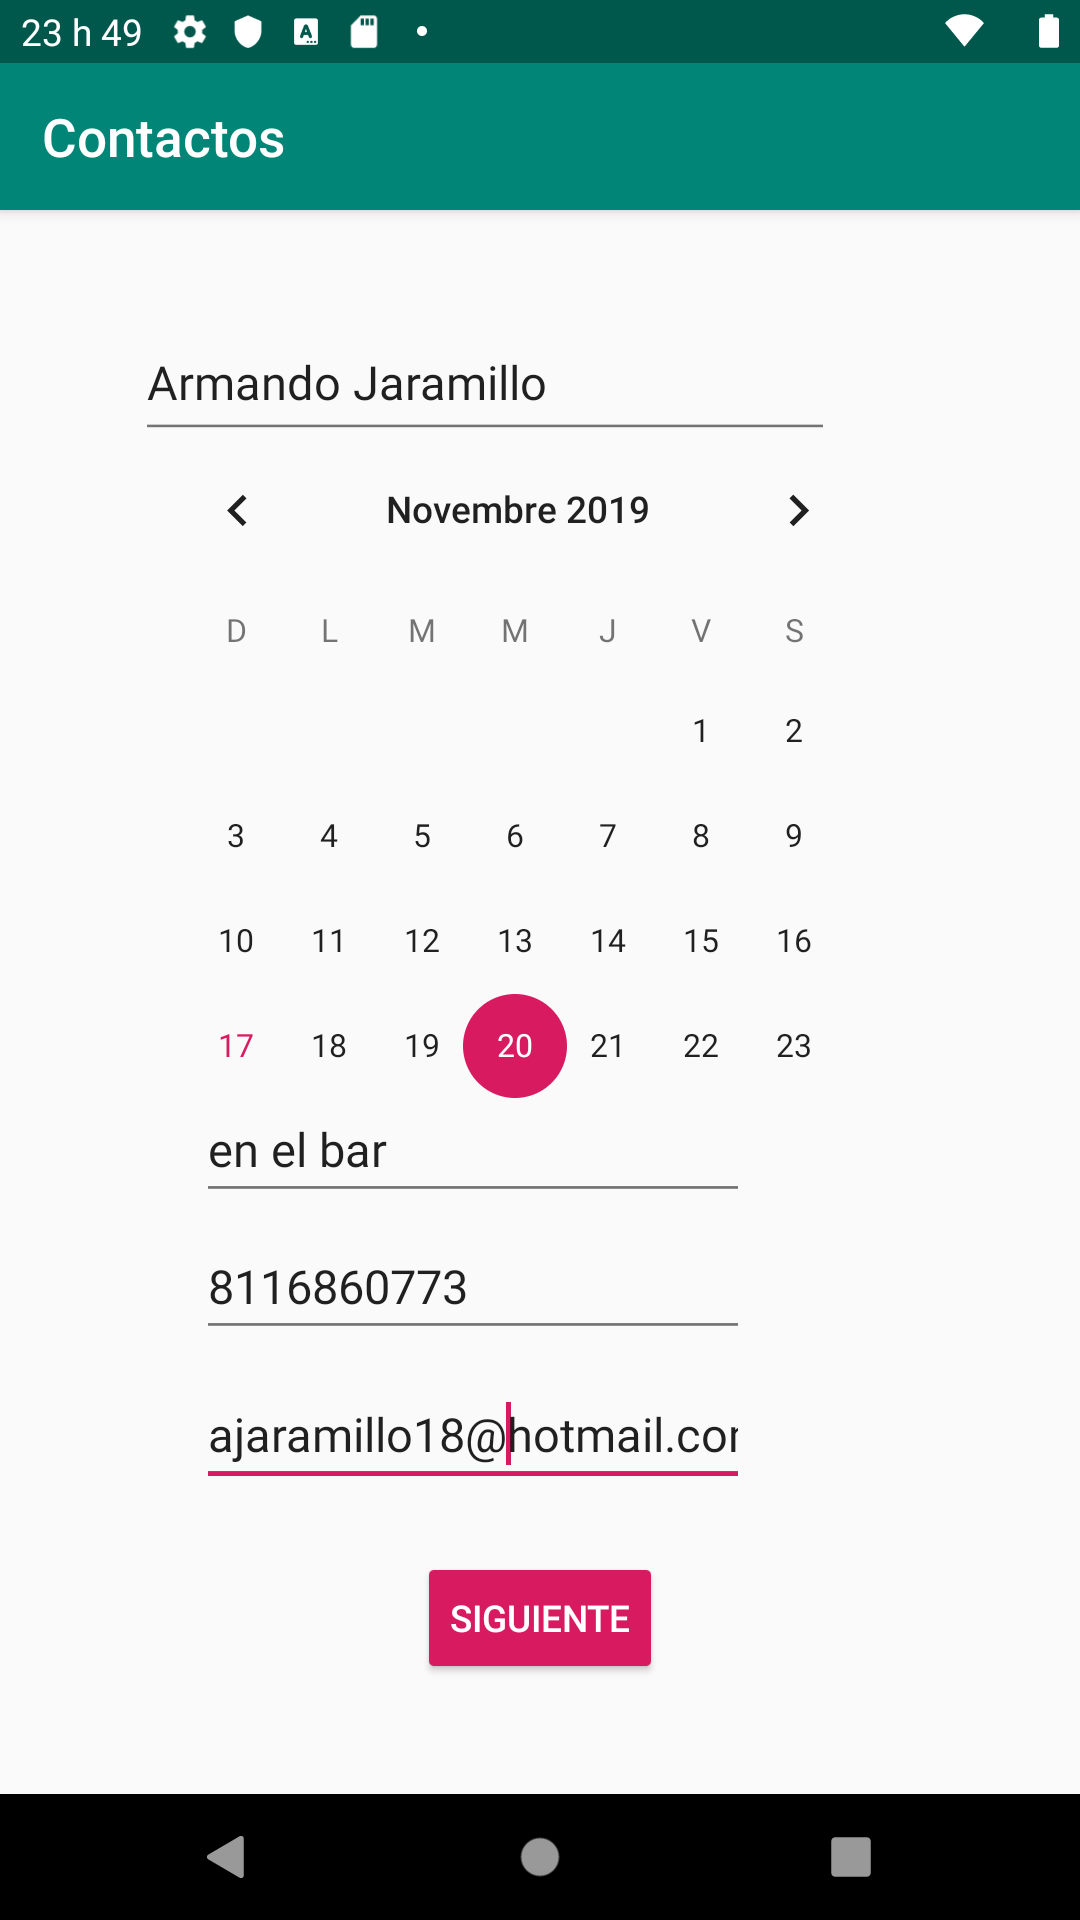 23 h 49
Contactos
Armando Jaramillo
Novembre 2019
D L M M J V S
1 2
3 4 5 6 7 8 9
10 11 12 13 14 15 16
17 18 19 20 21 22 23
en el bar
8116860773
ajaramillo18@hotmail.co
SIGUIENTE